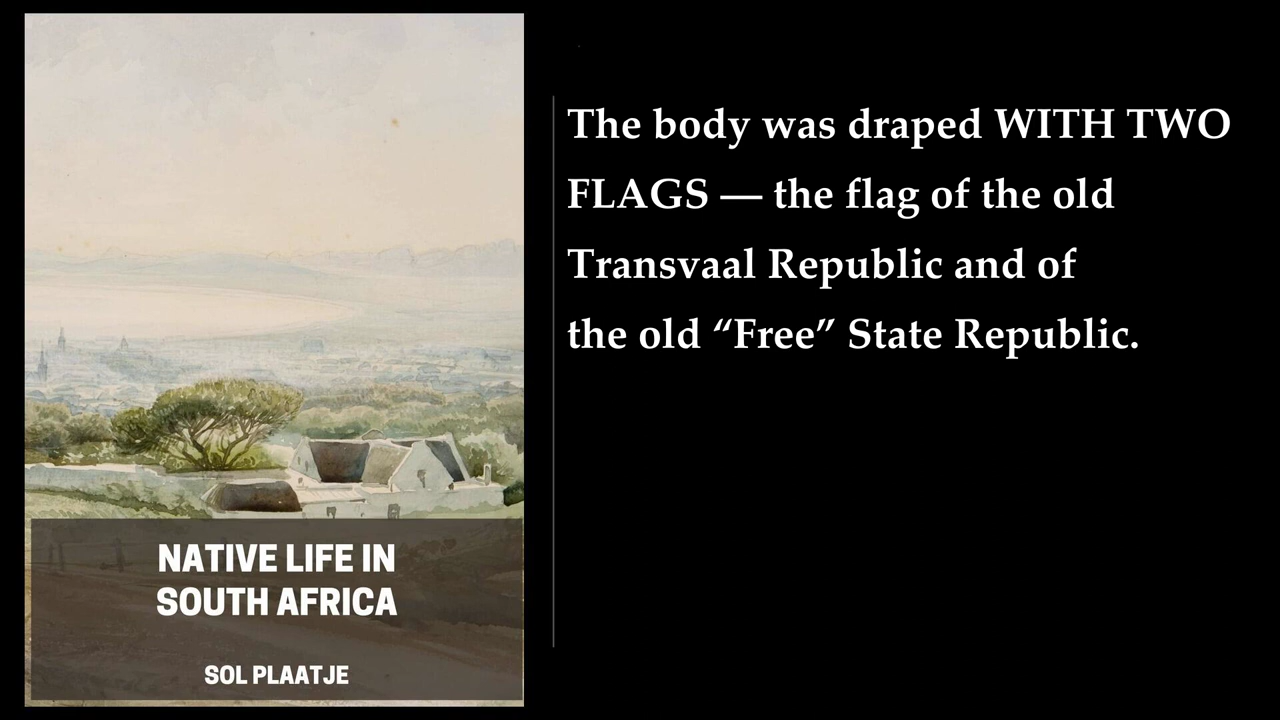 The body was draped WITH TWO
FLAGS — the flag of the old
Transvaal Republic and of
the old “Free” State Republic.
NATIVE LIFE IN
SOUTH AFRICA
SOL PLAATJE